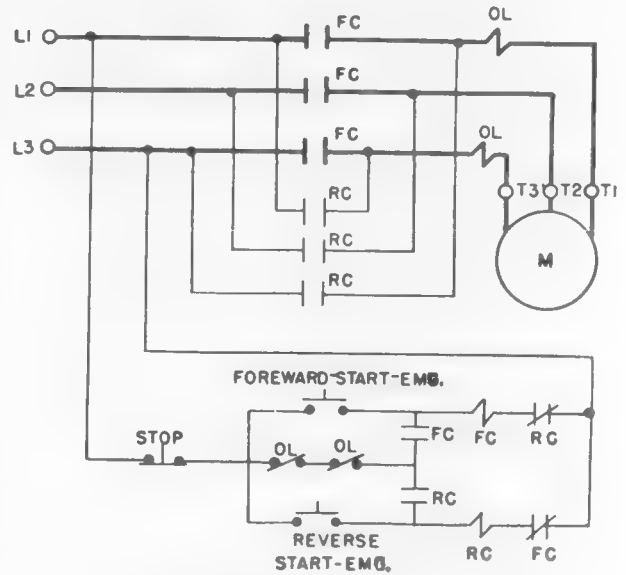 FC
OL
L1
FC
L2
OL
FC
L3
T3
T2
T1
RC
RC
M
RC
FOREWARD-START-EMG.
STOP
OL
OL
FC
FC
RC
RC
REVERSE
START-EMG.
RC
FC